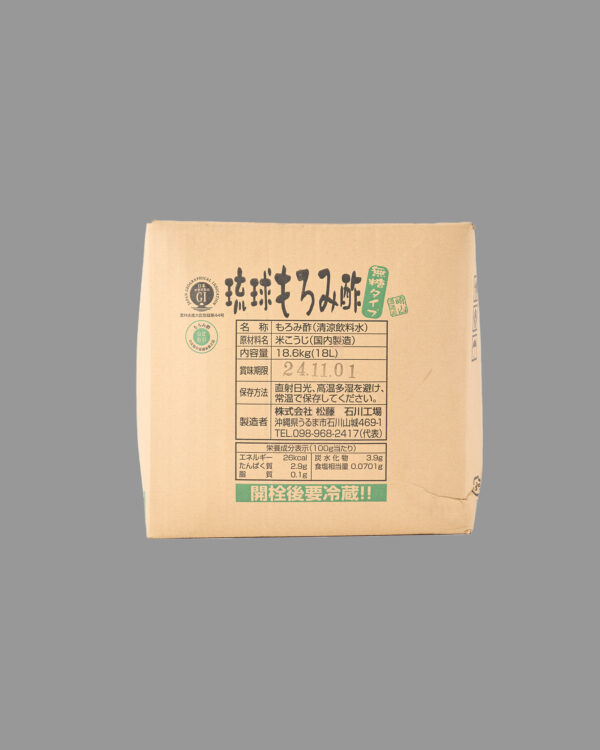 琉球もろみ酢
無糖タイプ
GI
名 称 もろみ酢(清涼飲料水)
原材料名 米こうじ(国内製造)
内容量 18.6kg(18L)
賞味期限 24.11.01
保存方法 直射日光、高温多湿を避け、
常温で保存してください。
製造者 株式会社 松藤 石川工場
沖縄県うるま市石川山城469-1
TEL.098-968-2417(代表)
栄養成分表示(100g当たり)
エネルギー 26kcal 炭水化物 3.9g
たんぱく質 2.9g 食塩相当量 0.0701g
脂 質 0.1g
開栓後要冷蔵!!